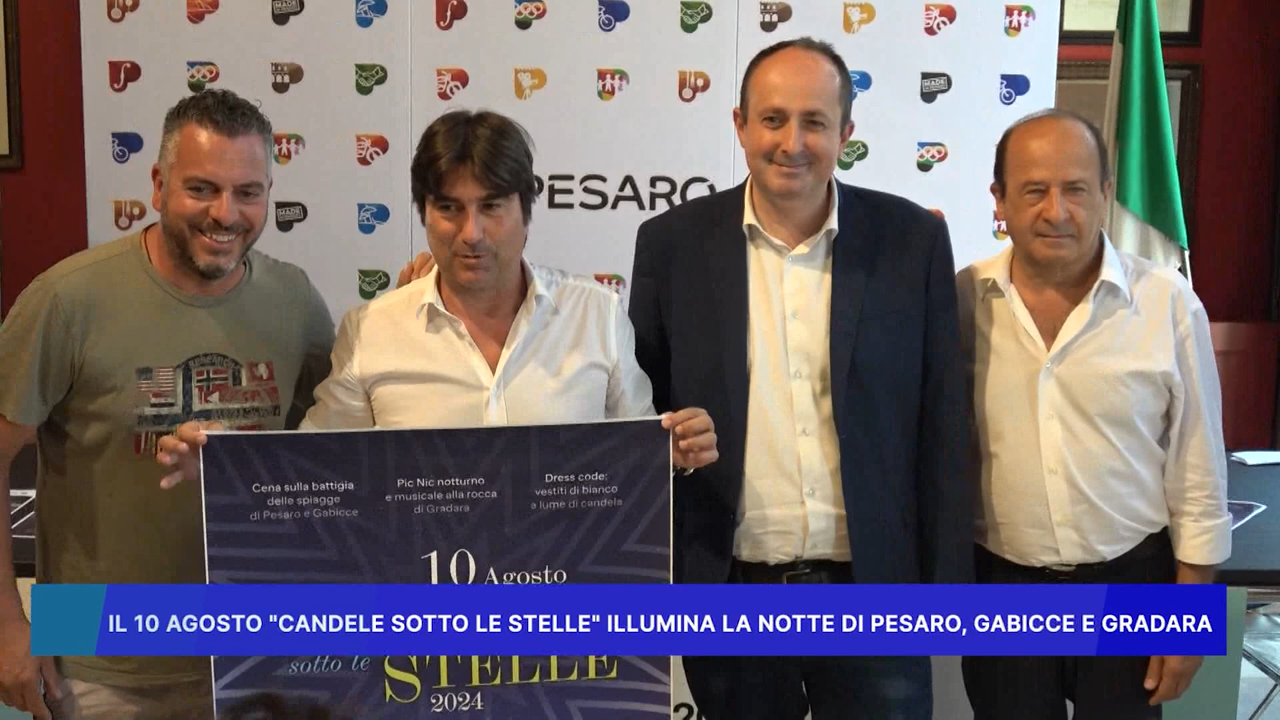 PESARO
MADE
MADE
MADE
Cena sulla battigia
delle spiagge
di Pesaro e Gabicce
Pic Nic notturno
e musicale alla rocca
di Gradara
Dress code:
vestiti di bianco
a lume di candela
10 Agosto
IL 10 AGOSTO "CANDELE SOTTO LE STELLE" ILLUMINA LA NOTTE DI PESARO, GABICCE E GRADARA
sotto le
STELLE
2024